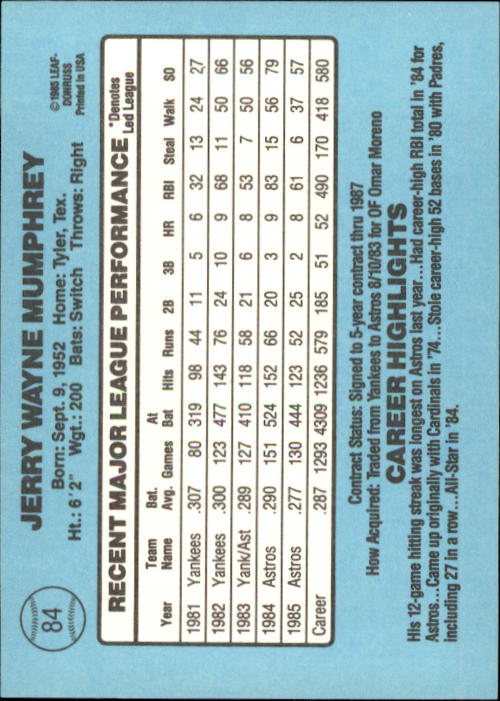 84
JERRY WAYNE MUMPHREY
©1985 LEAF-
DONRUSS
Printed in USA
Born: Sept. 9, 1952 Home: Tyler, Tex.
Ht.: 6'2" Wgt.: 200 Bats: Switch Throws: Right
RECENT MAJOR LEAGUE PERFORMANCE
*Denotes
Led League
Team Bat. At
Year Name Avg. Games Bat Hits Runs 2B 3B HR RBI Steal Walk SO
1981 Yankees .307 80 319 98 44 11 5 6 32 13 24 27
1982 Yankees .300 123 477 143 76 24 10 9 68 11 50 66
1983 Yank/Ast .289 127 410 118 58 21 6 8 53 7 50 56
1984 Astros .290 151 524 152 66 20 3 9 83 15 56 79
1985 Astros .277 130 444 123 52 25 2 8 61 6 37 57
Career .287 1293 4309 1236 579 185 51 52 490 170 418 580
Contract Status: Signed to 5-year contract thru 1987
How Acquired: Traded from Yankees to Astros 8/10/83 for OF Omar Moreno
CAREER HIGHLIGHTS
His 12-game hitting streak was longest on Astros last year...Had career-high RBI total in '84 for
Astros...Came up originally with Cardinals in '74...Stole career-high 52 bases in '80 with Padres,
including 27 in a row...All-Star in '84.